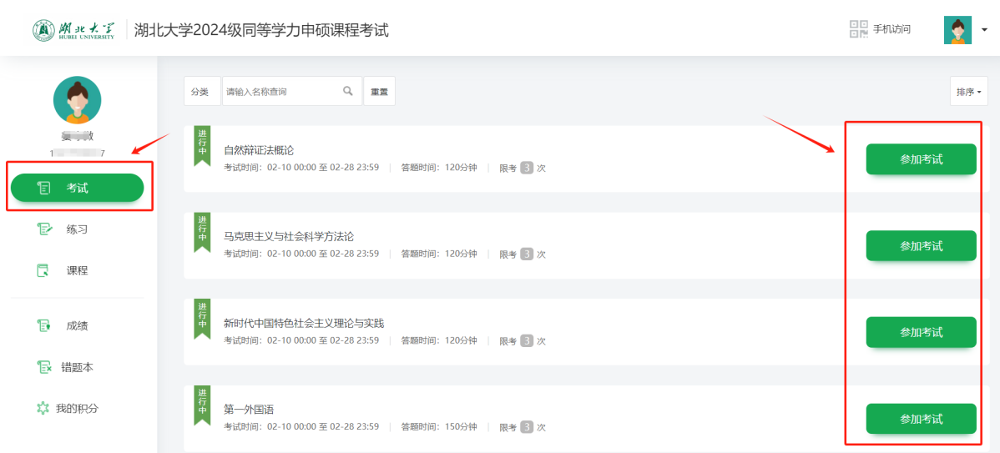 湖北大学
HUBEI UNIVERSITY
湖北大学2024级同等学力申硕课程考试
手机访问
分类
请输入名称查询
重置
排序
考试
练习
课程
成绩
错题本
我的积分
进行中
自然辩证法概论
考试时间：02-10 00:00 至 02-28 23:59 | 答题时间：120分钟 | 限考 3 次
参加考试
进行中
马克思主义与社会科学方法论
考试时间：02-10 00:00 至 02-28 23:59 | 答题时间：120分钟 | 限考 3 次
参加考试
进行中
新时代中国特色社会主义理论与实践
考试时间：02-10 00:00 至 02-28 23:59 | 答题时间：120分钟 | 限考 3 次
参加考试
进行中
第一外国语
考试时间：02-10 00:00 至 02-28 23:59 | 答题时间：150分钟 | 限考 3 次
参加考试